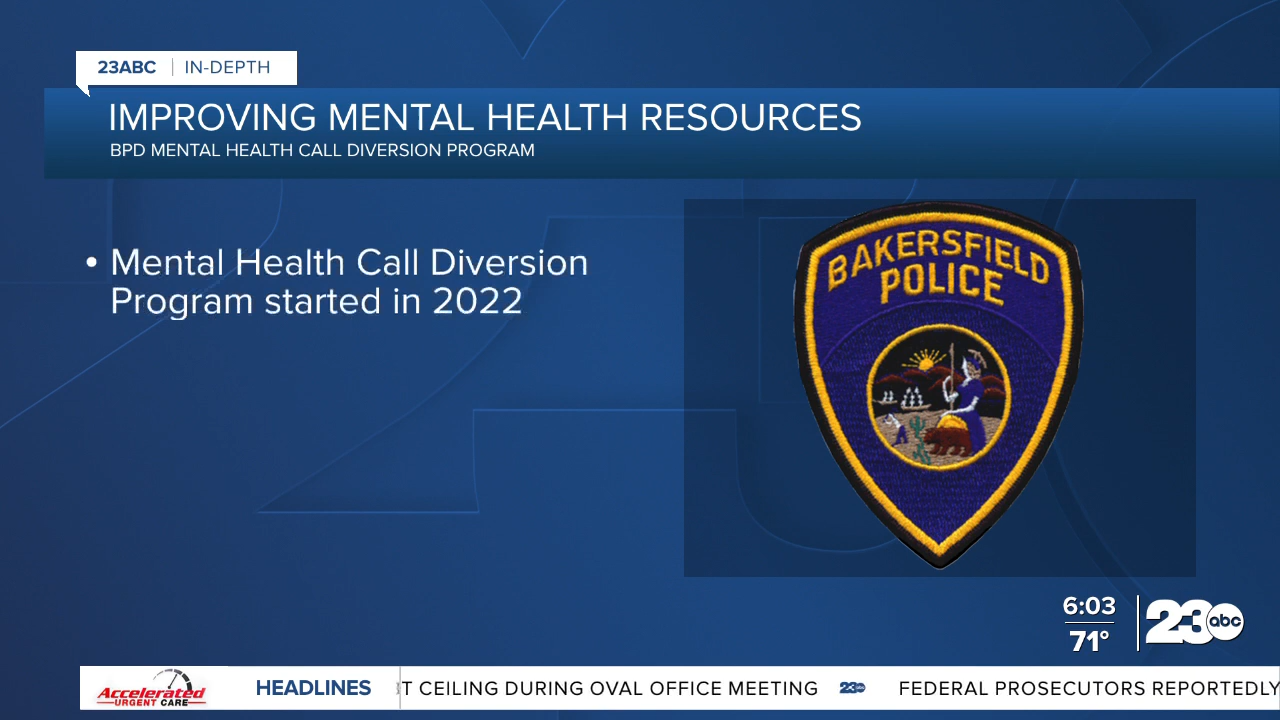 23ABC | IN-DEPTH
IMPROVING MENTAL HEALTH RESOURCES
BPD MENTAL HEALTH CALL DIVERSION PROGRAM
• Mental Health Call Diversion
Program started in 2022
BAKERSFIELD
POLICE
6:03
71°
23 abc
Accelerated
URGENT CARE
HEADLINES
T CEILING DURING OVAL OFFICE MEETING 23 FEDERAL PROSECUTORS REPORTEDLY